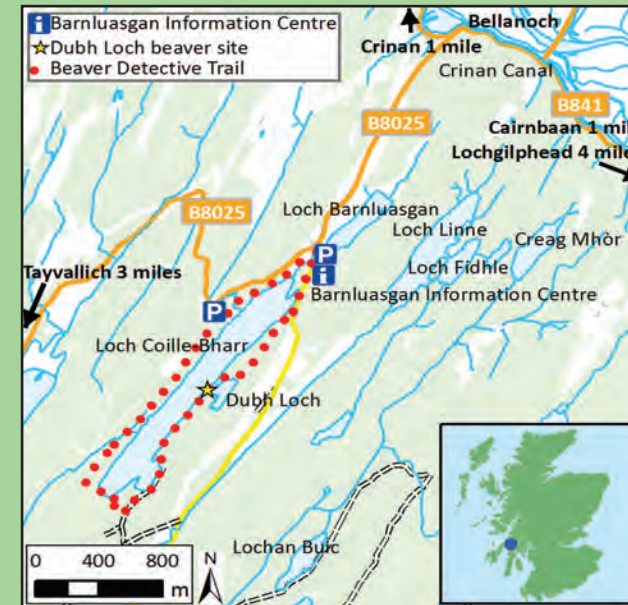 i Barnluasgan Information Centre
Dubh Loch beaver site
Beaver Detective Trail
Bellanoch
Crinan 1 mile
Crinan Canal
B841
B8025
Cairnbaan 1 mil
Lochgilphead 4 mile
B8025
Loch Barnluasgan
Loch Linne
Creag Mhòr
P
Loch Fidhle
Tayvallich 3 miles
i
Barnluasgan Information Centre
P
Loch Coille Bharr
Dubh Loch
Lochan Buic
0 400 800
m
N